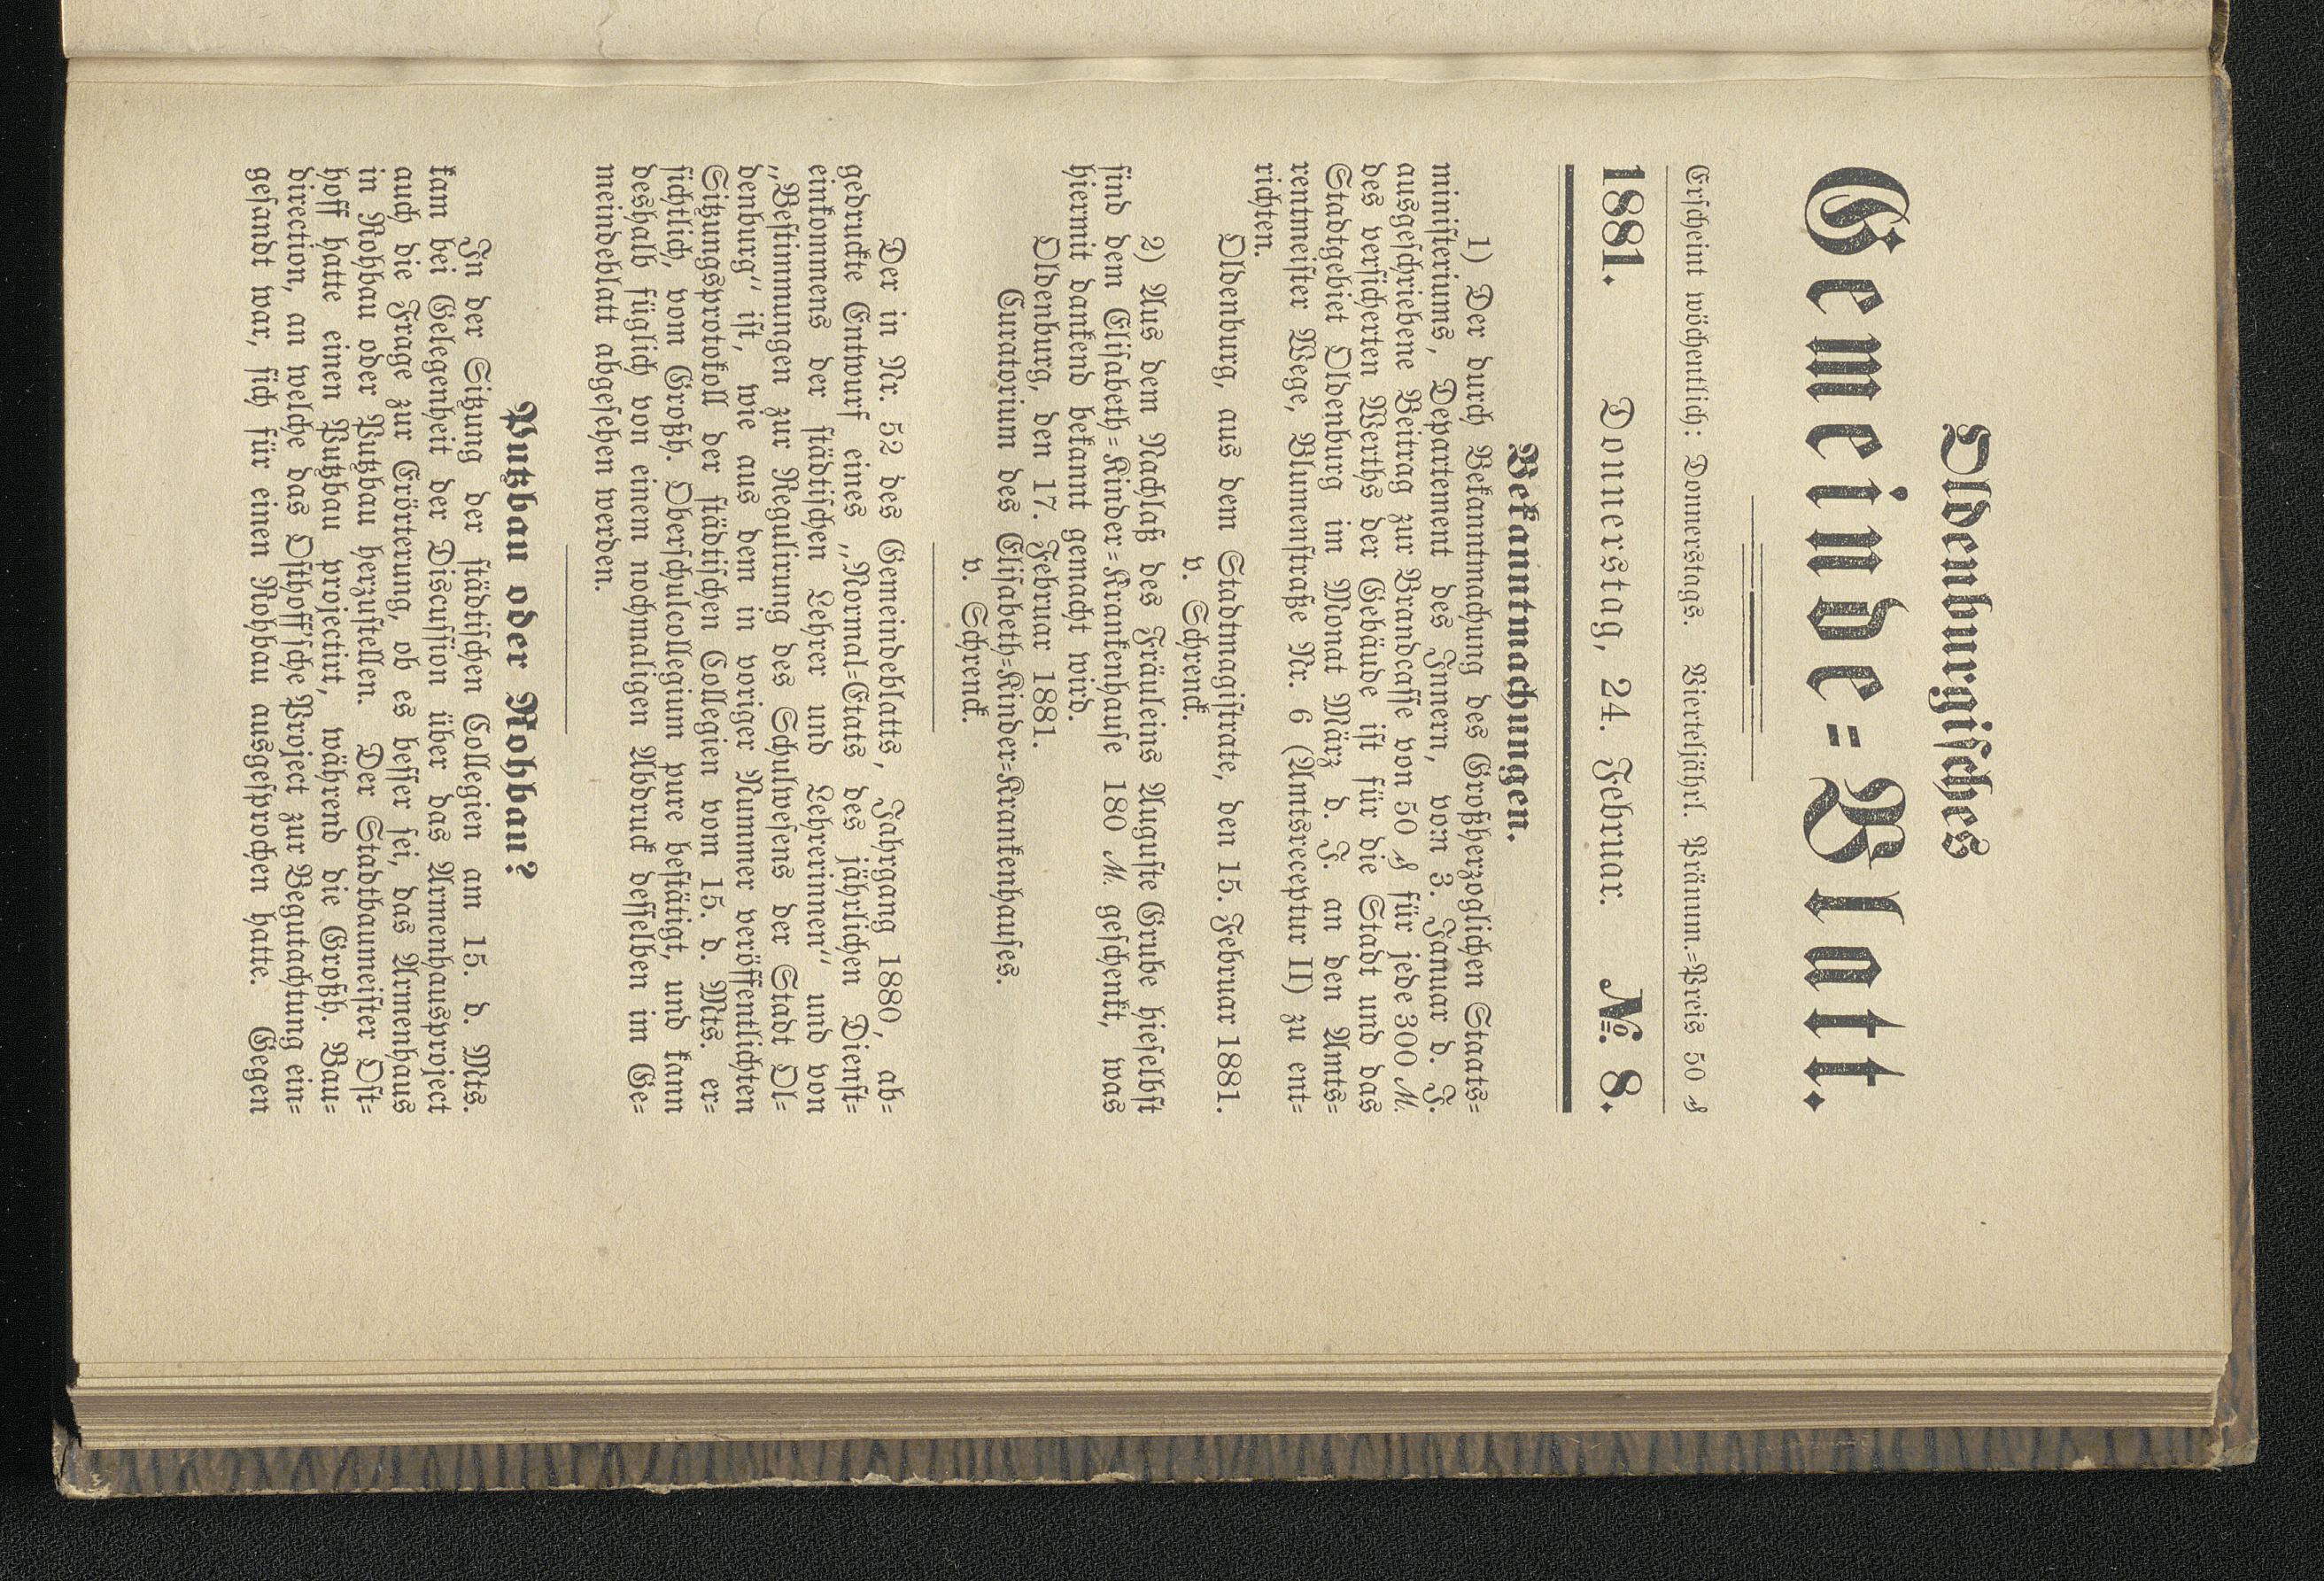 Oldenburgisches
Gemeinde=Blatt.
Erscheint wöchentlich: Donnerstags. Vierteljährl. Pränum.=Preis 50 ₰
1881. Donnerstag, 24. Februar. № 8.
Bekanntmachungen.
1) Der durch Bekanntmachung des Großherzoglichen Staats=
ministeriums, Departement des Innern, vom 3. Januar d. J.
ausgeschriebene Beitrag zur Brandcasse von 50 ₰ für jede 300 ℳ.
des versicherten Werths der Gebäude ist für die Stadt und das
Stadtgebiet Oldenburg im Monat März d. J. an den Amts=
rentmeister Wege, Blumenstraße Nr. 6 (Amtsreceptur II) zu ent=
richten.
Oldenburg, aus dem Stadtmagistrate, den 15. Februar 1881.
v. Schrenck.
2) Aus dem Nachlaß des Fräuleins Auguste Grube hieselbst
sind dem Elisabeth=Kinder=Krankenhause 180 ℳ. geschenkt, was
hiermit dankend bekannt gemacht wird.
Oldenburg, den 17. Februar 1881.
Curatorium des Elisabeth=Kinder=Krankenhauses.
v. Schrenck.
Der in Nr. 52 des Gemeindeblatts, Jahrgang 1880, ab=
gedruckte Entwurf eines „Normal=Etats des jährlichen Dienst=
einkommens der städtischen Lehrer und Lehrerinnen“ und von
„Bestimmungen zur Regulirung des Schulwesens der Stadt Ol=
denburg“ ist, wie aus dem in voriger Nummer veröffentlichten
Sitzungsprotokoll der städtischen Collegien vom 15. d. Mts. er=
sichtlich, vom Großh. Oberschulcollegium pure bestätigt, und kann
deshalb füglich von einem nochmaligen Abdruck desselben im Ge=
meindeblatt abgesehen werden.
Putzbau oder Rohbau?
In der Sitzung der städtischen Collegien am 15. d. Mts.
kam bei Gelegenheit der Discussion über das Armenhausproject
auch die Frage zur Erörterung, ob es besser sei, das Armenhaus
in Rohbau oder Putzbau herzustellen. Der Stadtbaumeister Ost=
hoff hatte einen Putzbau projectirt, während die Großh. Bau=
direction, an welche das Osthoff'sche Project zur Begutachtung ein=
gesandt war, sich für einen Rohbau ausgesprochen hatte. Gegen